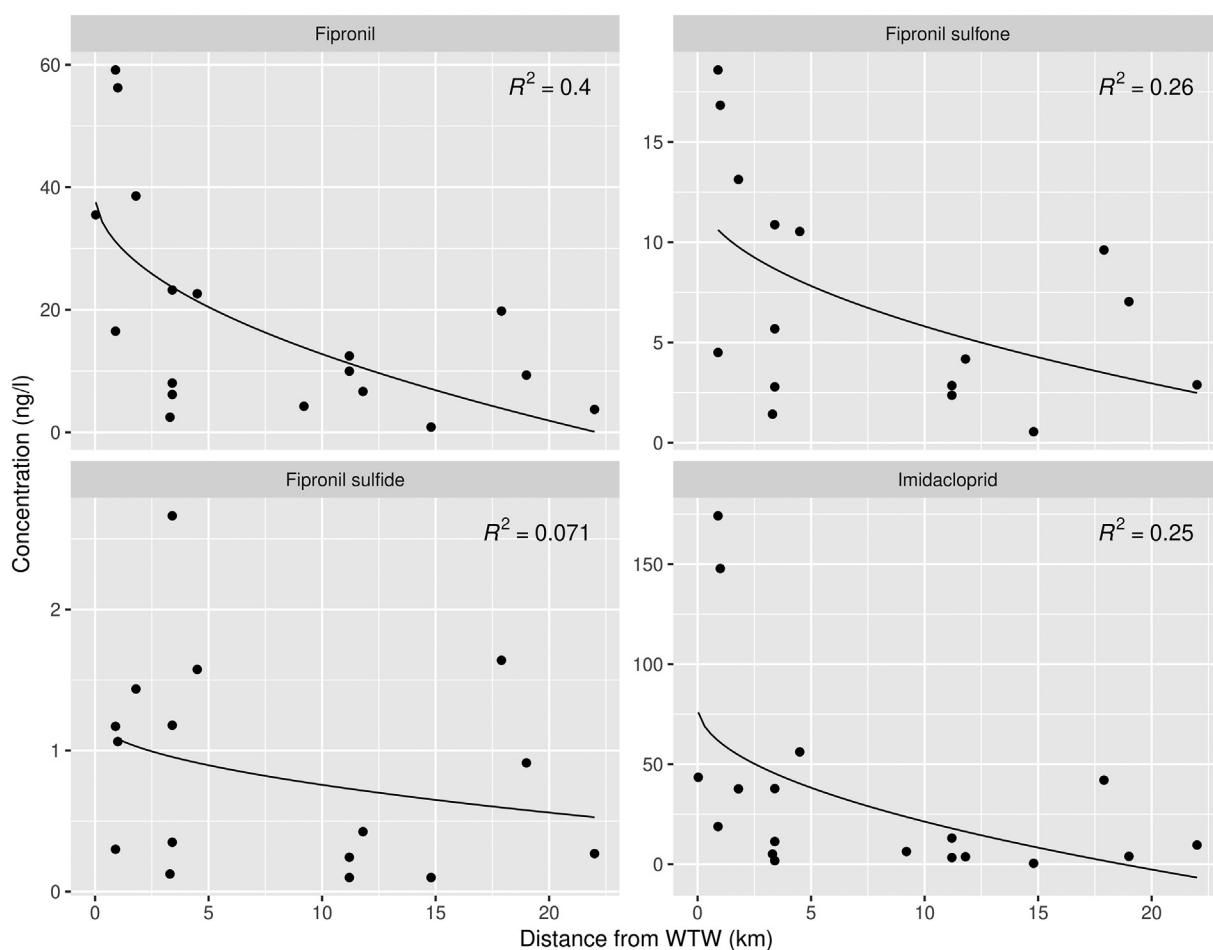 Fipronil
Fipronil sulfone
R² = 0.4
R² = 0.26
60
40
20
0
15
10
5
0
Concentration (ng/l)
Fipronil sulfide
Imidacloprid
R² = 0.071
R² = 0.25
2
1
0
150
100
50
0
0 5 10 15 20
0 5 10 15 20
Distance from WTW (km)